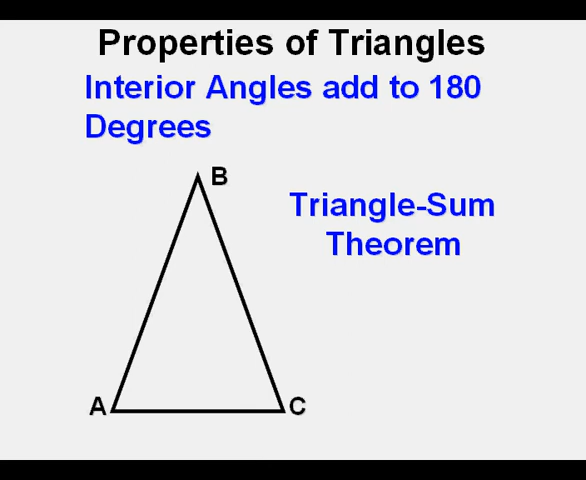 Properties of Triangles
Interior Angles add to 180
Degrees
B
Triangle-Sum
Theorem
A
C